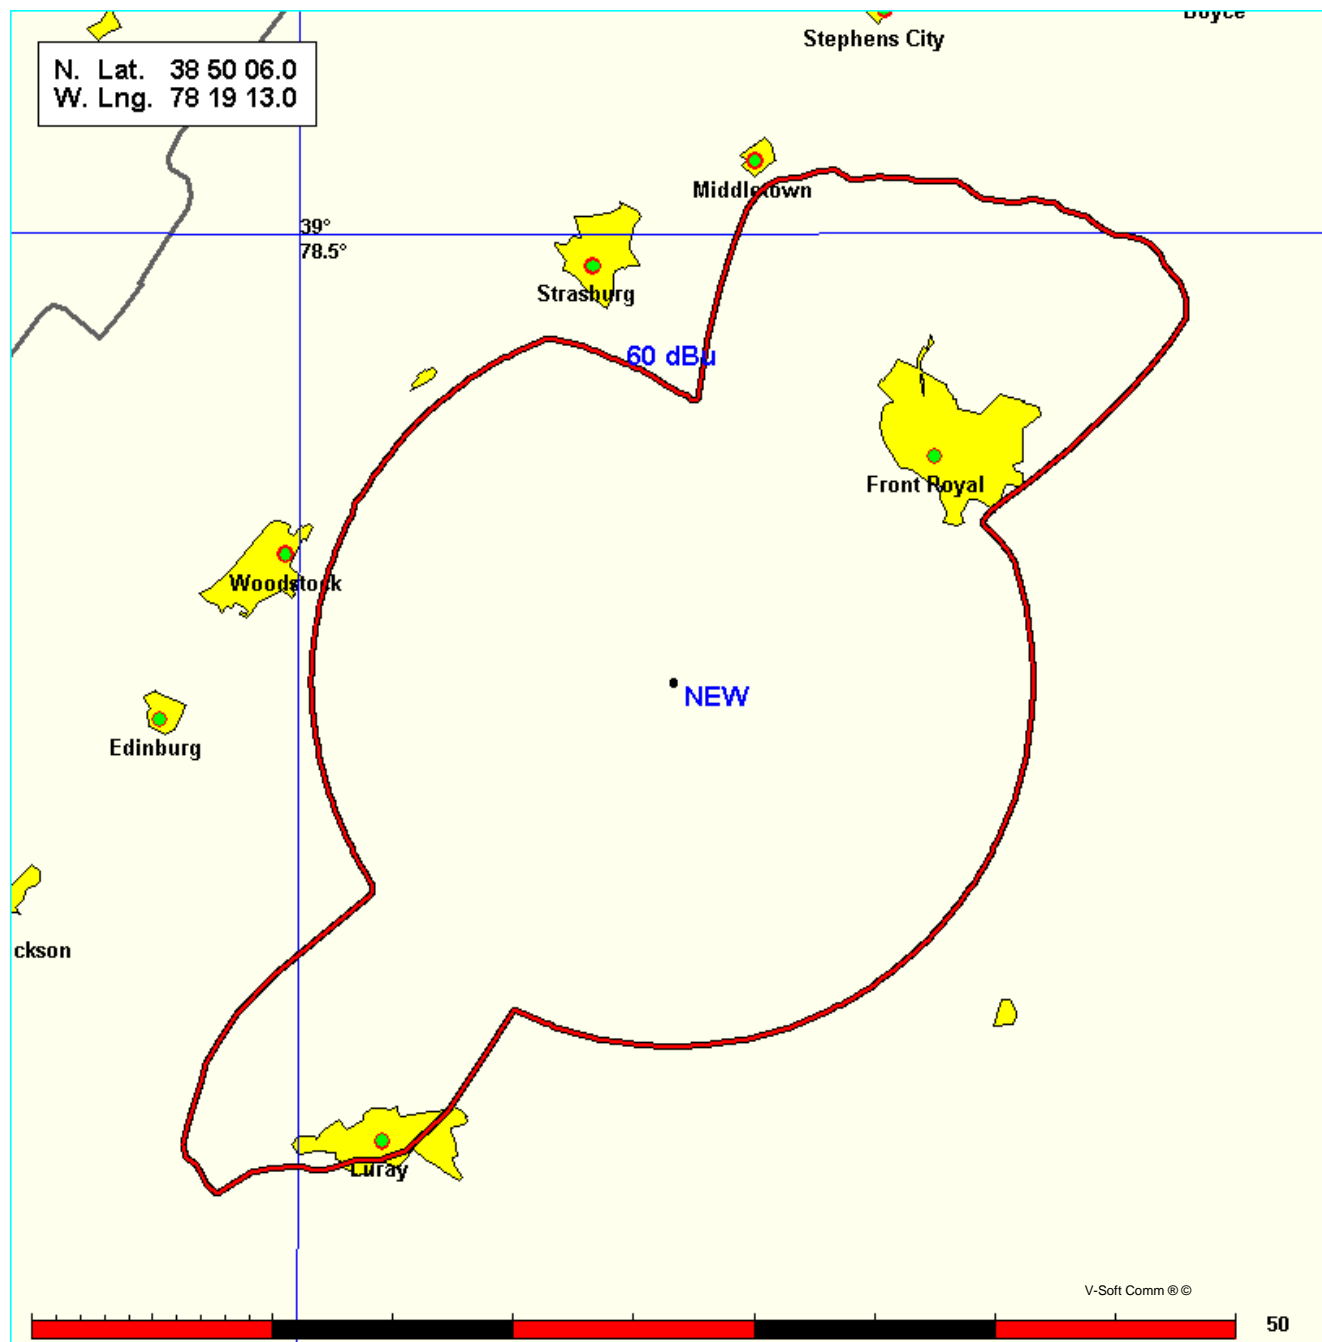 Boyce
Stephens City
N. Lat. 38 50 06.0
W. Lng. 78 19 13.0
Middletown
39°
78.5°
Strasburg
60 dBu
Front Royal
Woodstock
NEW
Edinburg
ckson
Luray
V-Soft Comm ® ©
50